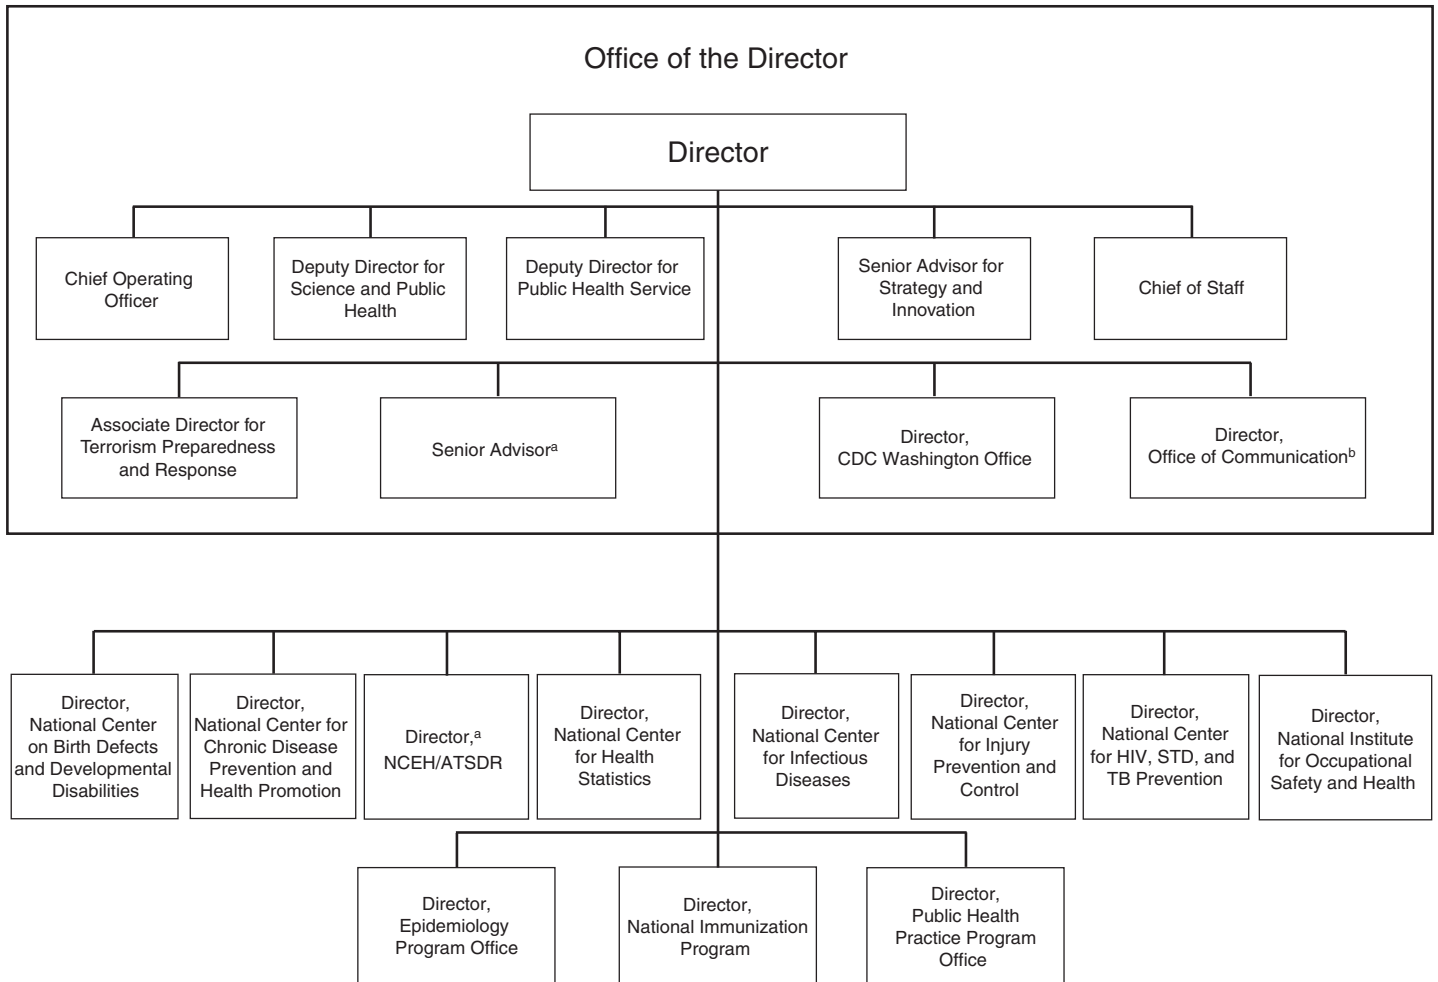 Office of the Director
Director
Chief Operating
Officer
Deputy Director for
Science and Public
Health
Deputy Director for
Public Health Service
Senior Advisor for
Strategy and
Innovation
Chief of Staff
Associate Director for
Terrorism Preparedness
and Response
Senior Advisorᵃ
Director,
CDC Washington Office
Director,
Office of Communicationᵇ
Director,
National Center
on Birth Defects
and Developmental
Disabilities
Director,
National Center for
Chronic Disease
Prevention and
Health Promotion
Director,ᵃ
NCEH/ATSDR
Director,
National Center
for Health
Statistics
Director,
National Center
for Infectious
Diseases
Director,
National Center
for Injury
Prevention and
Control
Director,
National Center
for HIV, STD, and
TB Prevention
Director,
National Institute
for Occupational
Safety and Health
Director,
Epidemiology
Program Office
Director,
National Immunization
Program
Director,
Public Health
Practice Program
Office